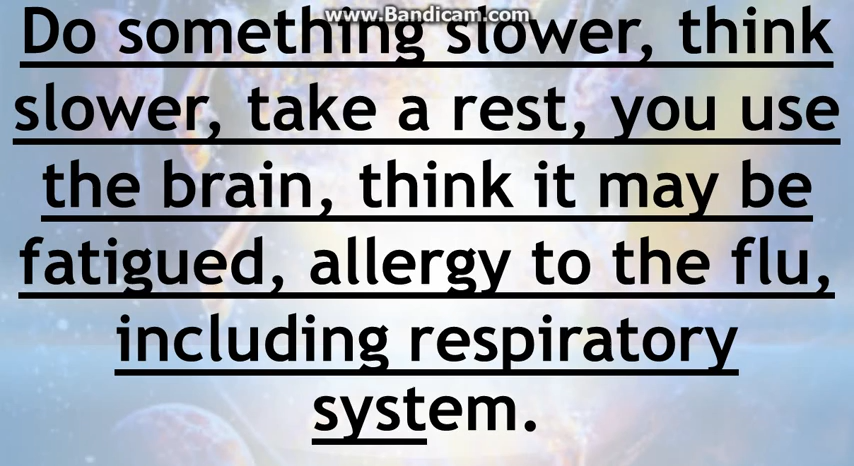 www.Bandicam.com
Do something slower, think
slower, take a rest, you use
the brain, think it may be
fatigued, allergy to the flu,
including respiratory
system.